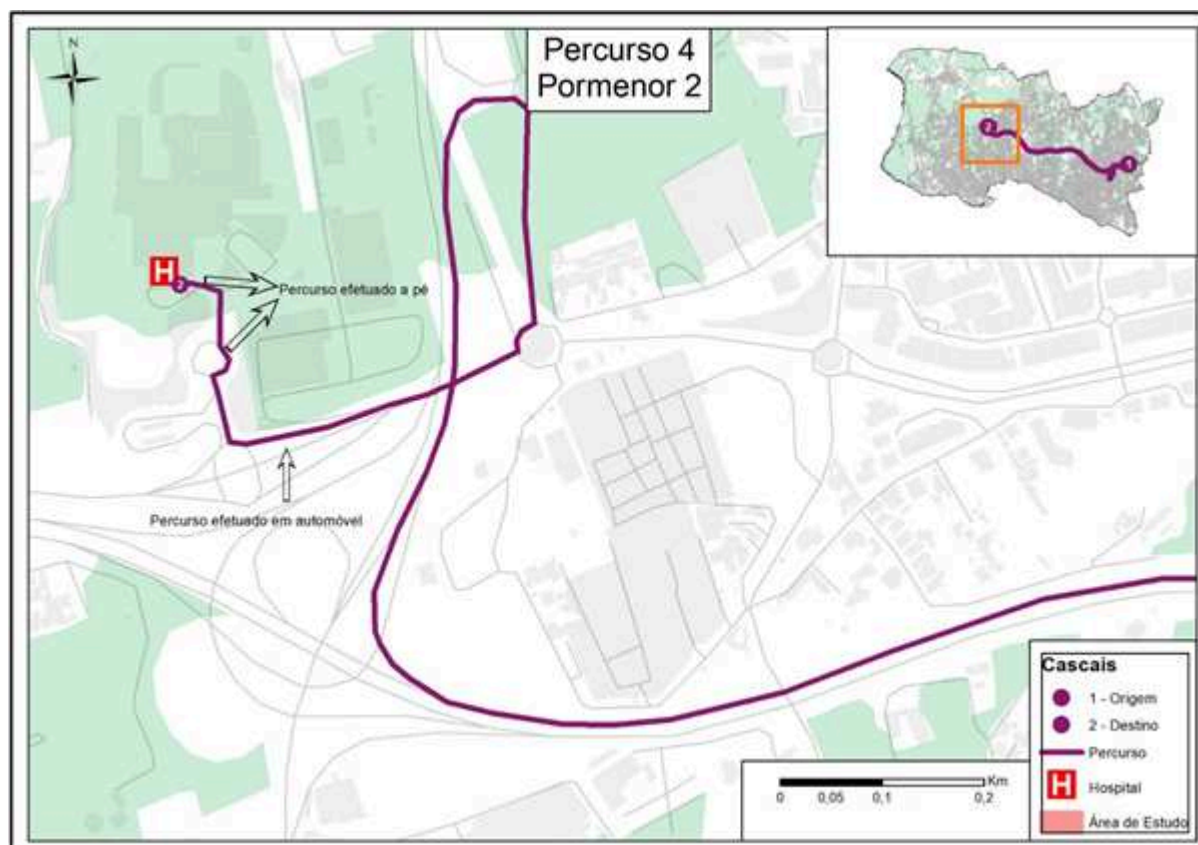 Percurso 4
Pormenor 2
N
2
1
H
2
Percurso efetuado a pé
Percurso efetuado em automóvel
Cascais
1 - Origem
2 - Destino
Percurso
H
Hospital
Área de Estudo
Km
0
0,05
0,1
0,2